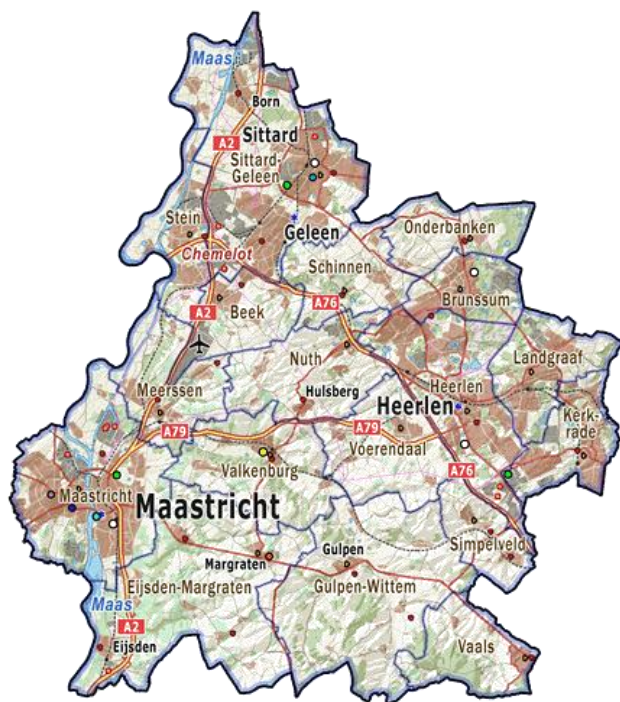 Maas
Born
Sittard
A2
Sittard-
Geleen
Stein
Onderbanken
Geleen
Chemelot
Schinnen
Brunssum
Beek
A76
A2
Nuth
Landgraaf
Meerssen
Hulsberg
Heerlen
Heerlen
Kerk-
rade
A79
A79
Voerendaal
Valkenburg
A76
Maastricht
Maastricht
Simpelveld
Margraten
Gulpen
Eijsden-Margraten
Gulpen-Wittem
Maas
A2
Eijsden
Vaals